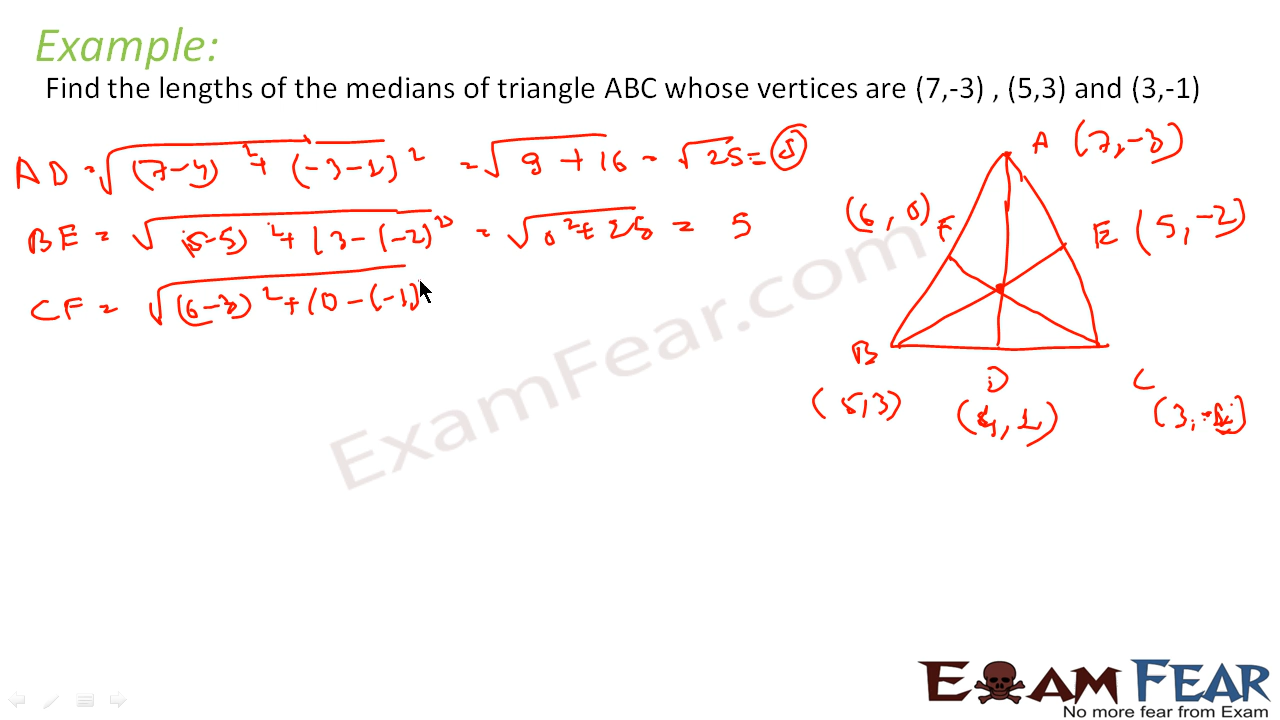 Example:
Find the lengths of the medians of triangle ABC whose vertices are (7,-3) , (5,3) and (3,-1)
AD = √(7-4)² + (-3-1)² = √9 + 16 = √25 = 5
BE = √(5-5)² + (3-(-2)² = √0² + 25 = 5
CF = √(6-3)² + (0-(-1)
A (7, -3)
(6, 0) F
E (5, -2)
B
D
C
(5,3)
(4, 1)
(3, -1)
ExamFear.com
EXAM FEAR
No more fear from Exam